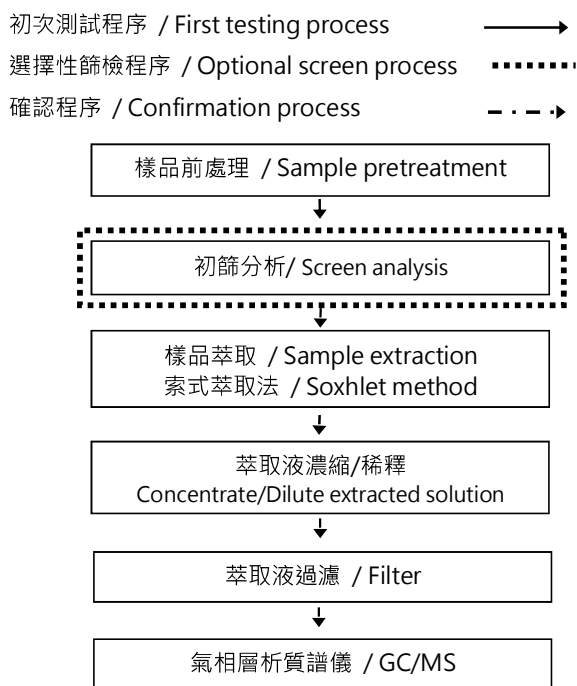 初次測試程序 / First testing process
選擇性篩檢程序 / Optional screen process
確認程序 / Confirmation process
樣品前處理 / Sample pretreatment
初篩分析/ Screen analysis
樣品萃取 / Sample extraction
索式萃取法 / Soxhlet method
萃取液濃縮/稀釋
Concentrate/Dilute extracted solution
萃取液過濾 / Filter
氣相層析質譜儀 / GC/MS